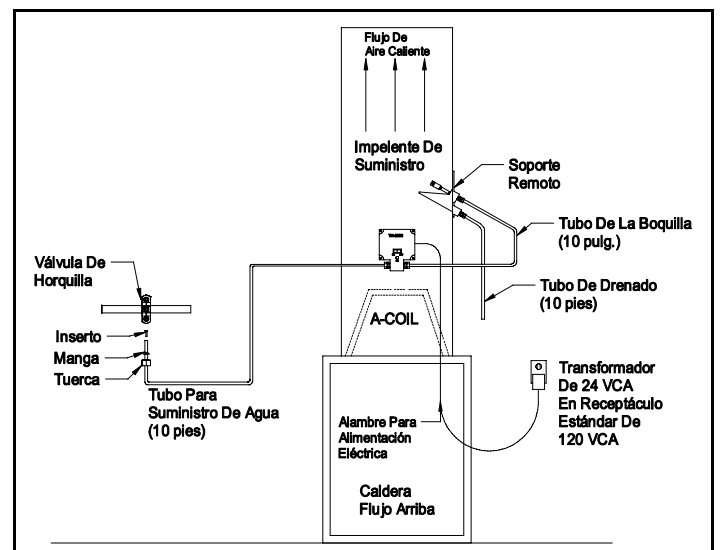 Flujo De
Aire Caliente
Impelente De
Suministro
Soporte
Remoto
Tubo De La Boquilla
(10 pulg.)
Válvula De
Horquilla
Tubo De Drenado
(10 pies)
A-COIL
Inserto
Manga
Tuerca
Tubo Para
Suministro De Agua
(10 pies)
Transformador
De 24 VCA
En Receptáculo
Estándar De
120 VCA
Alambre Para
Alimentación
Eléctrica
Caldera
Flujo Arriba